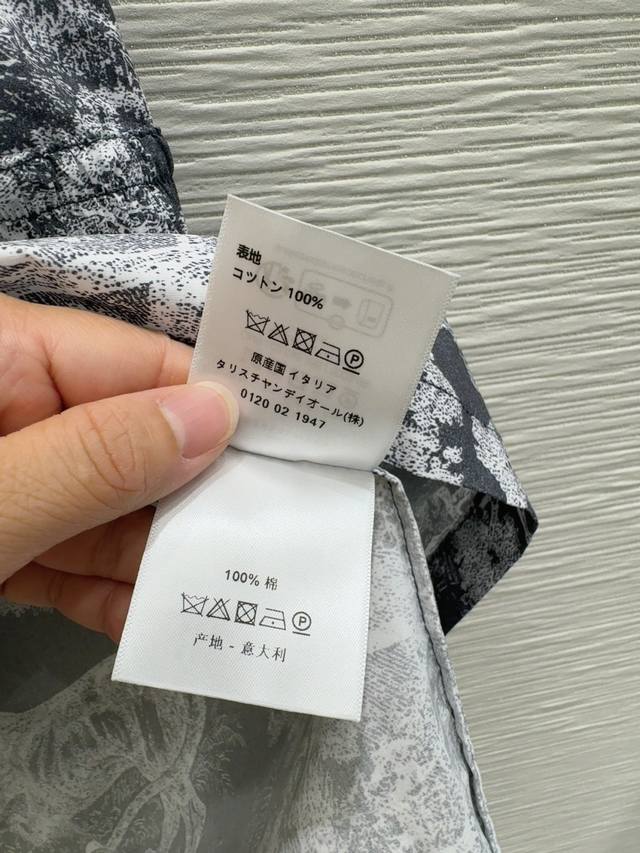 表地
コットン 100%
原産国 イタリア
タリスチャンディオール(株)
0120 02 1947
100% 棉
产地 - 意大利